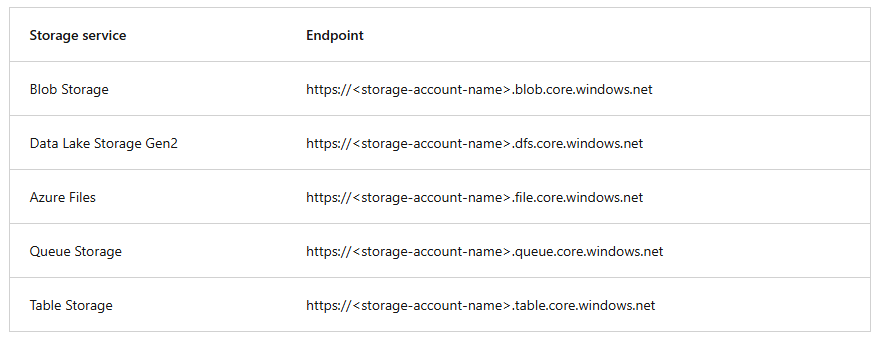 Storage service Endpoint
Blob Storage https://<storage-account-name>.blob.core.windows.net
Data Lake Storage Gen2 https://<storage-account-name>.dfs.core.windows.net
Azure Files https://<storage-account-name>.file.core.windows.net
Queue Storage https://<storage-account-name>.queue.core.windows.net
Table Storage https://<storage-account-name>.table.core.windows.net